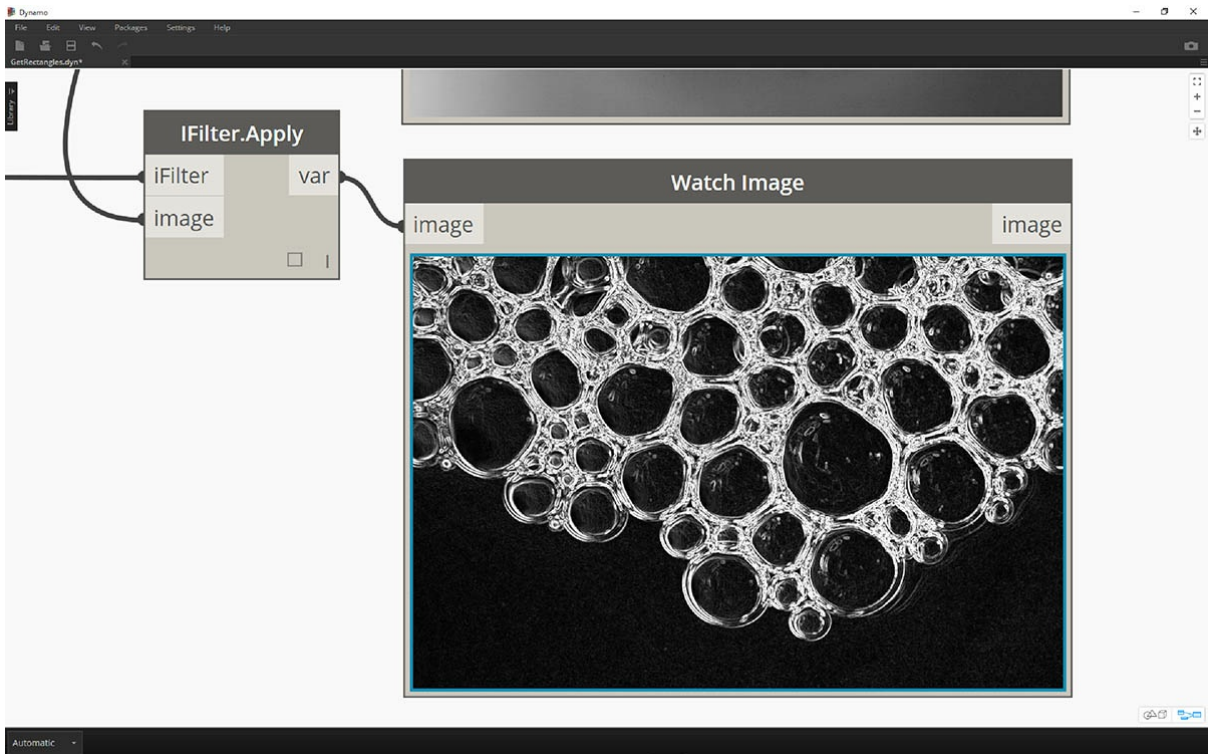 Dynamo
File Edit View Packages Settings Help
GetRectangles.dyn*
Library
IFilter.Apply
iFilter var
image
Watch Image
image image
Automatic